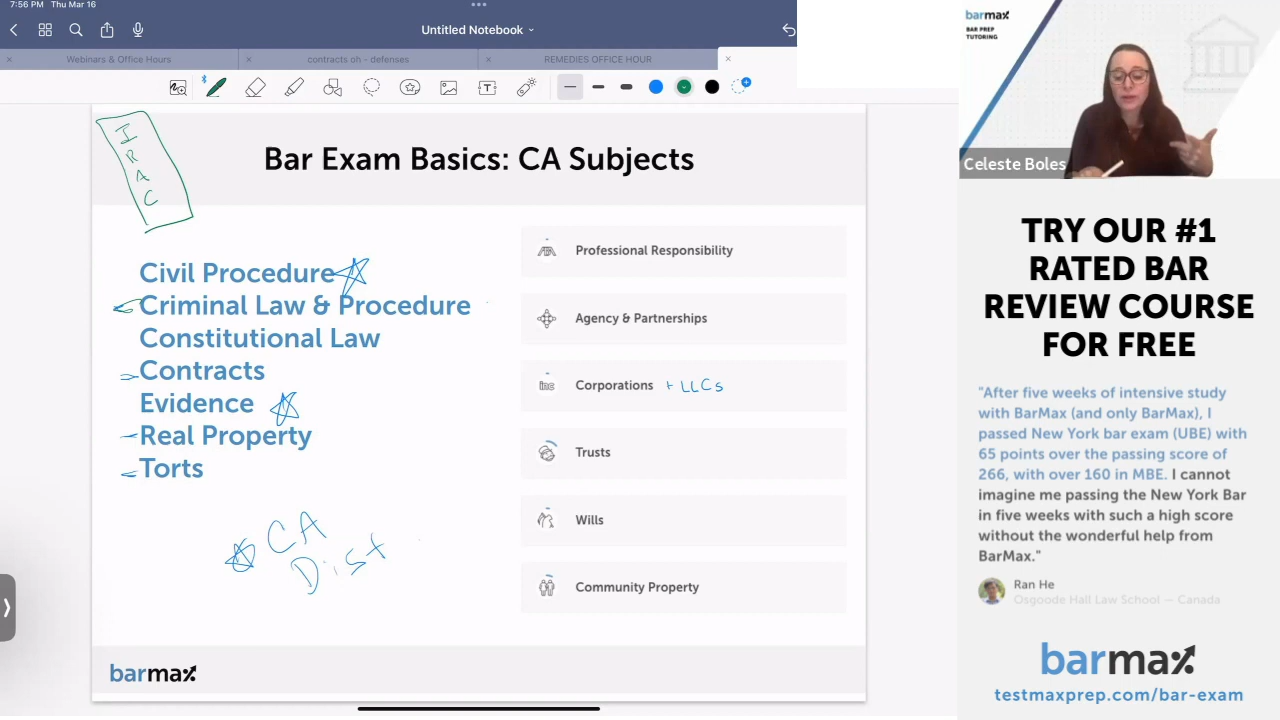 7:56 PM Thu Mar 16
Untitled Notebook
Webinars & Office Hours
contracts oh - defenses
REMEDIES OFFICE HOUR
IRAC
Bar Exam Basics: CA Subjects
Civil Procedure
Criminal Law & Procedure
Constitutional Law
Contracts
Evidence
Real Property
Torts
CA
Dist
Professional Responsibility
Agency & Partnerships
Corporations + LLCs
Trusts
Wills
Community Property
barmax
barmax
BAR PREP
TUTORING
Celeste Boles
TRY OUR #1
RATED BAR
REVIEW COURSE
FOR FREE
"After five weeks of intensive study
with BarMax (and only BarMax), I
passed New York bar exam (UBE) with
65 points over the passing score of
266, with over 160 in MBE. I cannot
imagine me passing the New York Bar
in five weeks with such a high score
without the wonderful help from
BarMax."
Ran He
Osgoode Hall Law School — Canada
barmax
testmaxprep.com/bar-exam